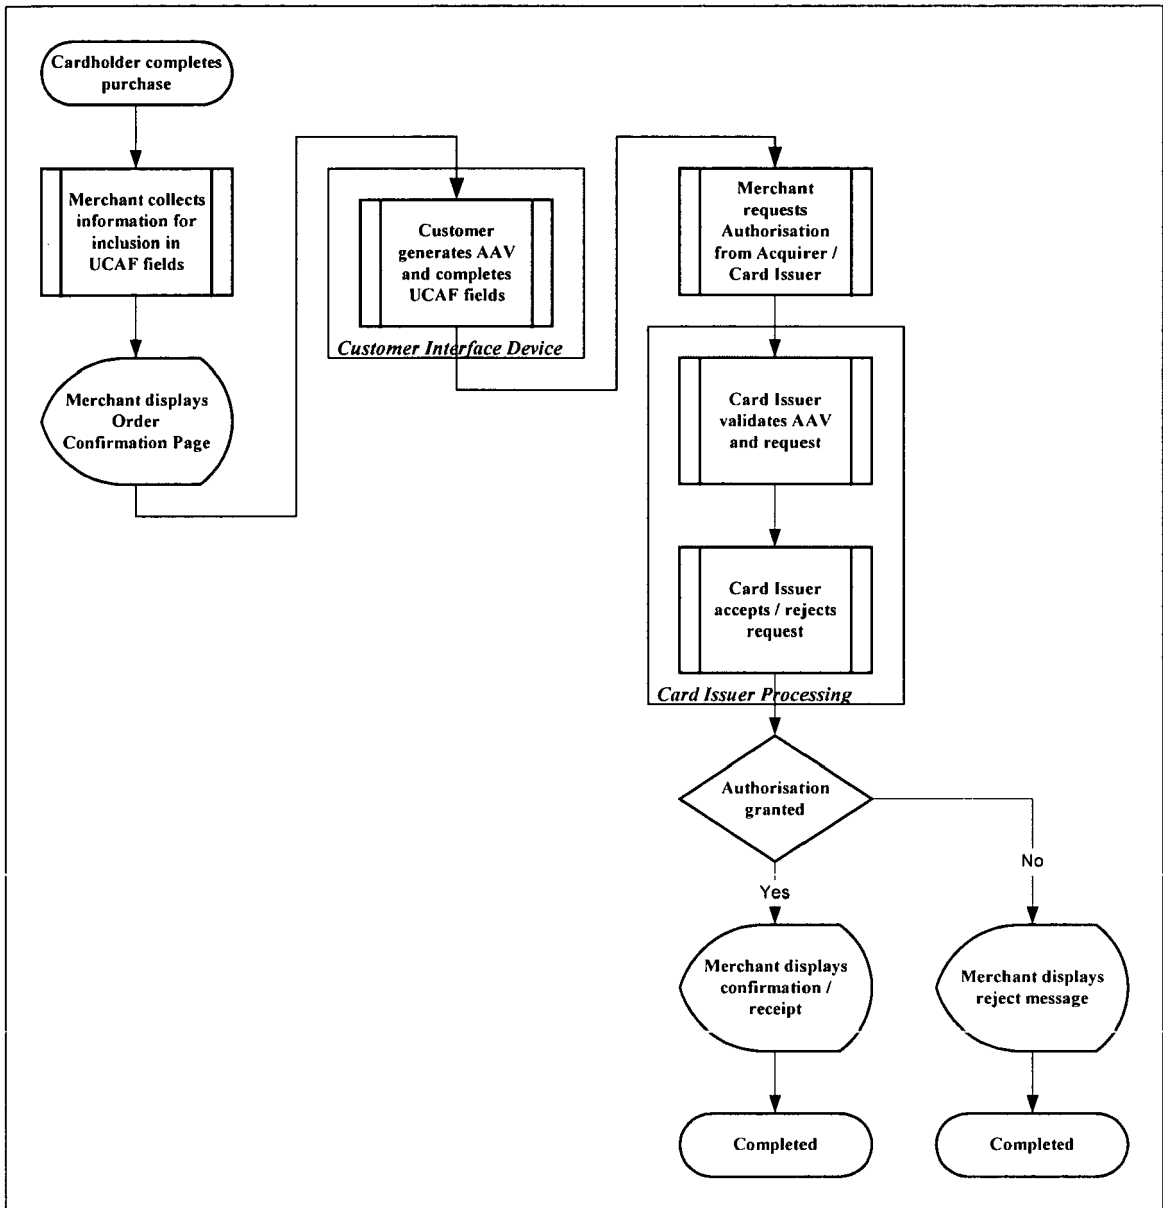 Cardholder completes
purchase
Merchant collects
information for
inclusion in
UCAF fields
Merchant displays
Order
Confirmation Page
Customer
generates AAV
and completes
UCAF fields
Customer Interface Device
Merchant
requests
Authorisation
from Acquirer /
Card Issuer
Card Issuer
validates AAV
and request
Card Issuer
accepts / rejects
request
Card Issuer Processing
Authorisation
granted
Yes
No
Merchant displays
confirmation /
receipt
Merchant displays
reject message
Completed
Completed